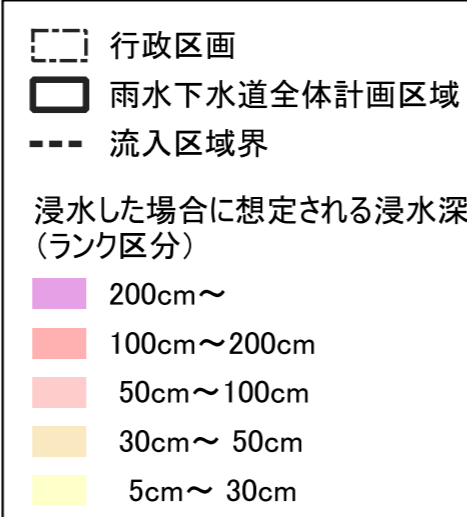 行政区画
雨水下水道全体計画区域
流入区域界
浸水した場合に想定される浸水深
（ランク区分）
200cm～
100cm～200cm
50cm～100cm
30cm～ 50cm
5cm～ 30cm